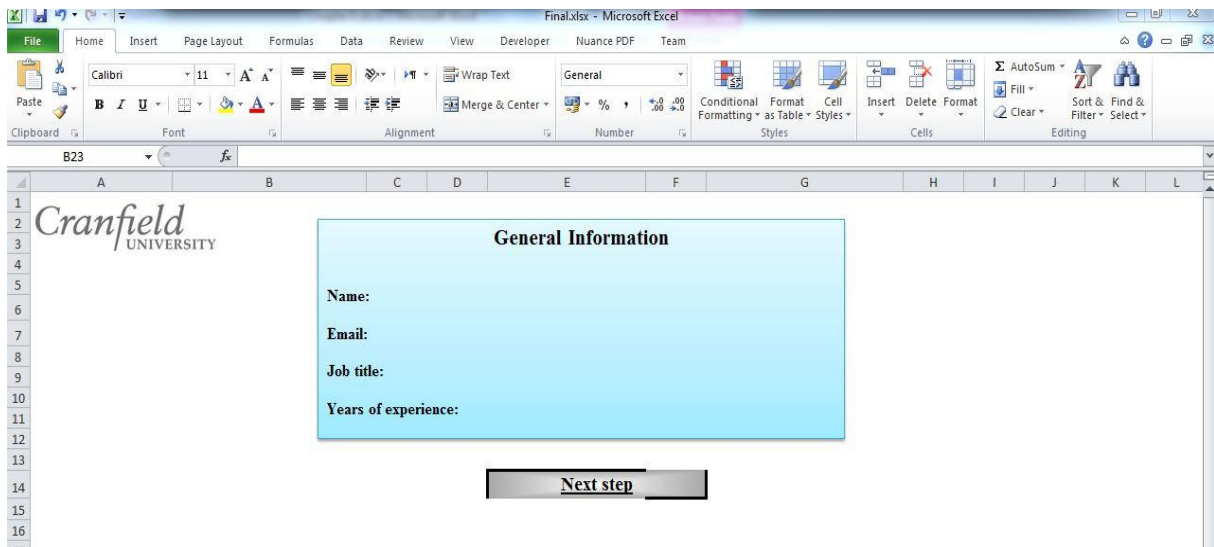 Final.xlsx - Microsoft Excel
File Home Insert Page Layout Formulas Data Review View Developer Nuance PDF Team
Calibri 11 A A Wrap Text General Σ AutoSum
Fill
Paste B I U A Merge & Center % , .0 .00 .00 .0 Conditional Formatting Format as Table Cell Styles Insert Delete Format Clear Sort & Filter Find & Select
Clipboard Font Alignment Number Styles Cells Editing
B23 fx
A B C D E F G H I J K L
1
2
3
4
5
6
7
8
9
10
11
12
13
14
15
16
Cranfield
UNIVERSITY
General Information
Name:
Email:
Job title:
Years of experience:
Next step